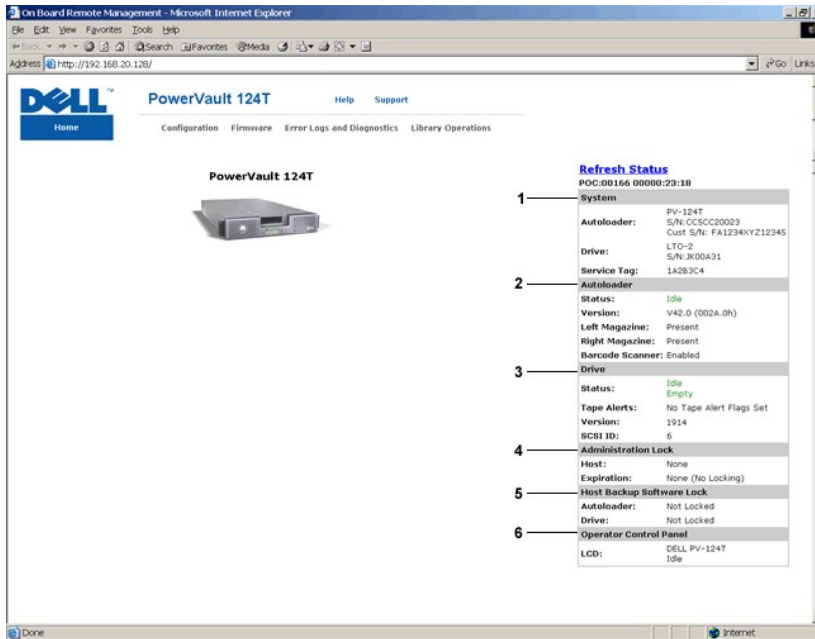 On Board Remote Management - Microsoft Internet Explorer
File Edit View Favorites Tools Help
Back Search Favorites Media
Address http://192.168.20.128/ Go Links
DELL™
PowerVault 124T Help Support
Home Configuration Firmware Error Logs and Diagnostics Library Operations
PowerVault 124T
Refresh Status
POC:00166 00000:23:18
1 System
Autoloader: PV-124T
S/N:CC5CC20023
Cust S/N: FA1234XYZ12345
Drive: LTO-2
S/N:JK00A31
Service Tag: 1A2B3C4
2 Autoloader
Status: Idle
Version: V42.0 (002A.0h)
Left Magazine: Present
Right Magazine: Present
Barcode Scanner: Enabled
3 Drive
Status: Idle
Empty
Tape Alerts: No Tape Alert Flags Set
Version: 1914
SCSI ID: 6
4 Administration Lock
Host: None
Expiration: None (No Locking)
5 Host Backup Software Lock
Autoloader: Not Locked
Drive: Not Locked
6 Operator Control Panel
LCD: DELL PV-124T
Idle
Done Internet